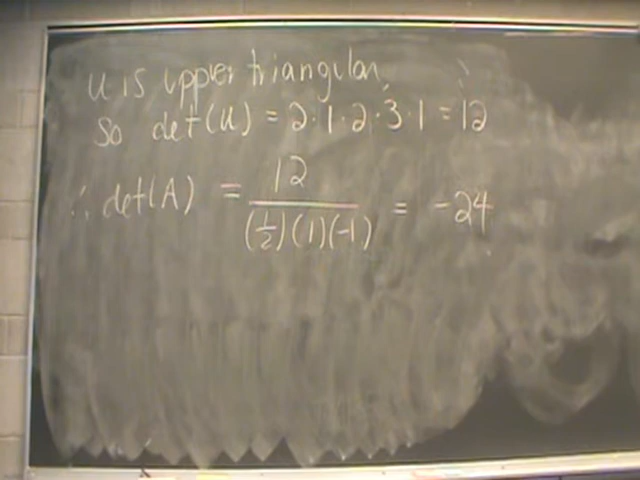 U is upper triangular,
So det(U) = 2·1·2·3·1 = 12
∴ det(A) = 12 / (1/2)(1)(-1) = -24